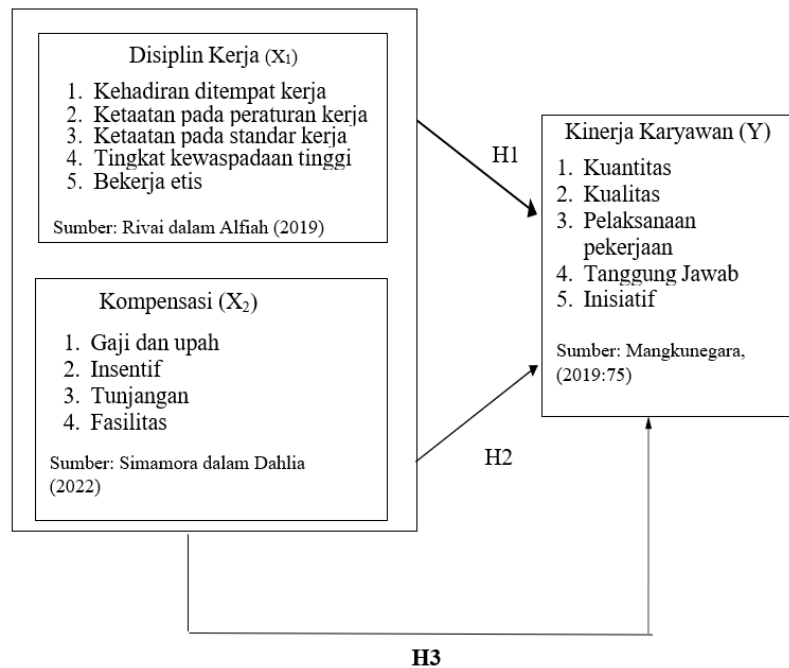 Disiplin Kerja (X₁)
1. Kehadiran ditempat kerja
2. Ketaatan pada peraturan kerja
3. Ketaatan pada standar kerja
4. Tingkat kewaspadaan tinggi
5. Bekerja etis
Sumber: Rivai dalam Alfiah (2019)
Kompensasi (X₂)
1. Gaji dan upah
2. Insentif
3. Tunjangan
4. Fasilitas
Sumber: Simamora dalam Dahlia
(2022)
H1
H2
Kinerja Karyawan (Y)
1. Kuantitas
2. Kualitas
3. Pelaksanaan
pekerjaan
4. Tanggung Jawab
5. Inisiatif
Sumber: Mangkunegara,
(2019:75)
H3